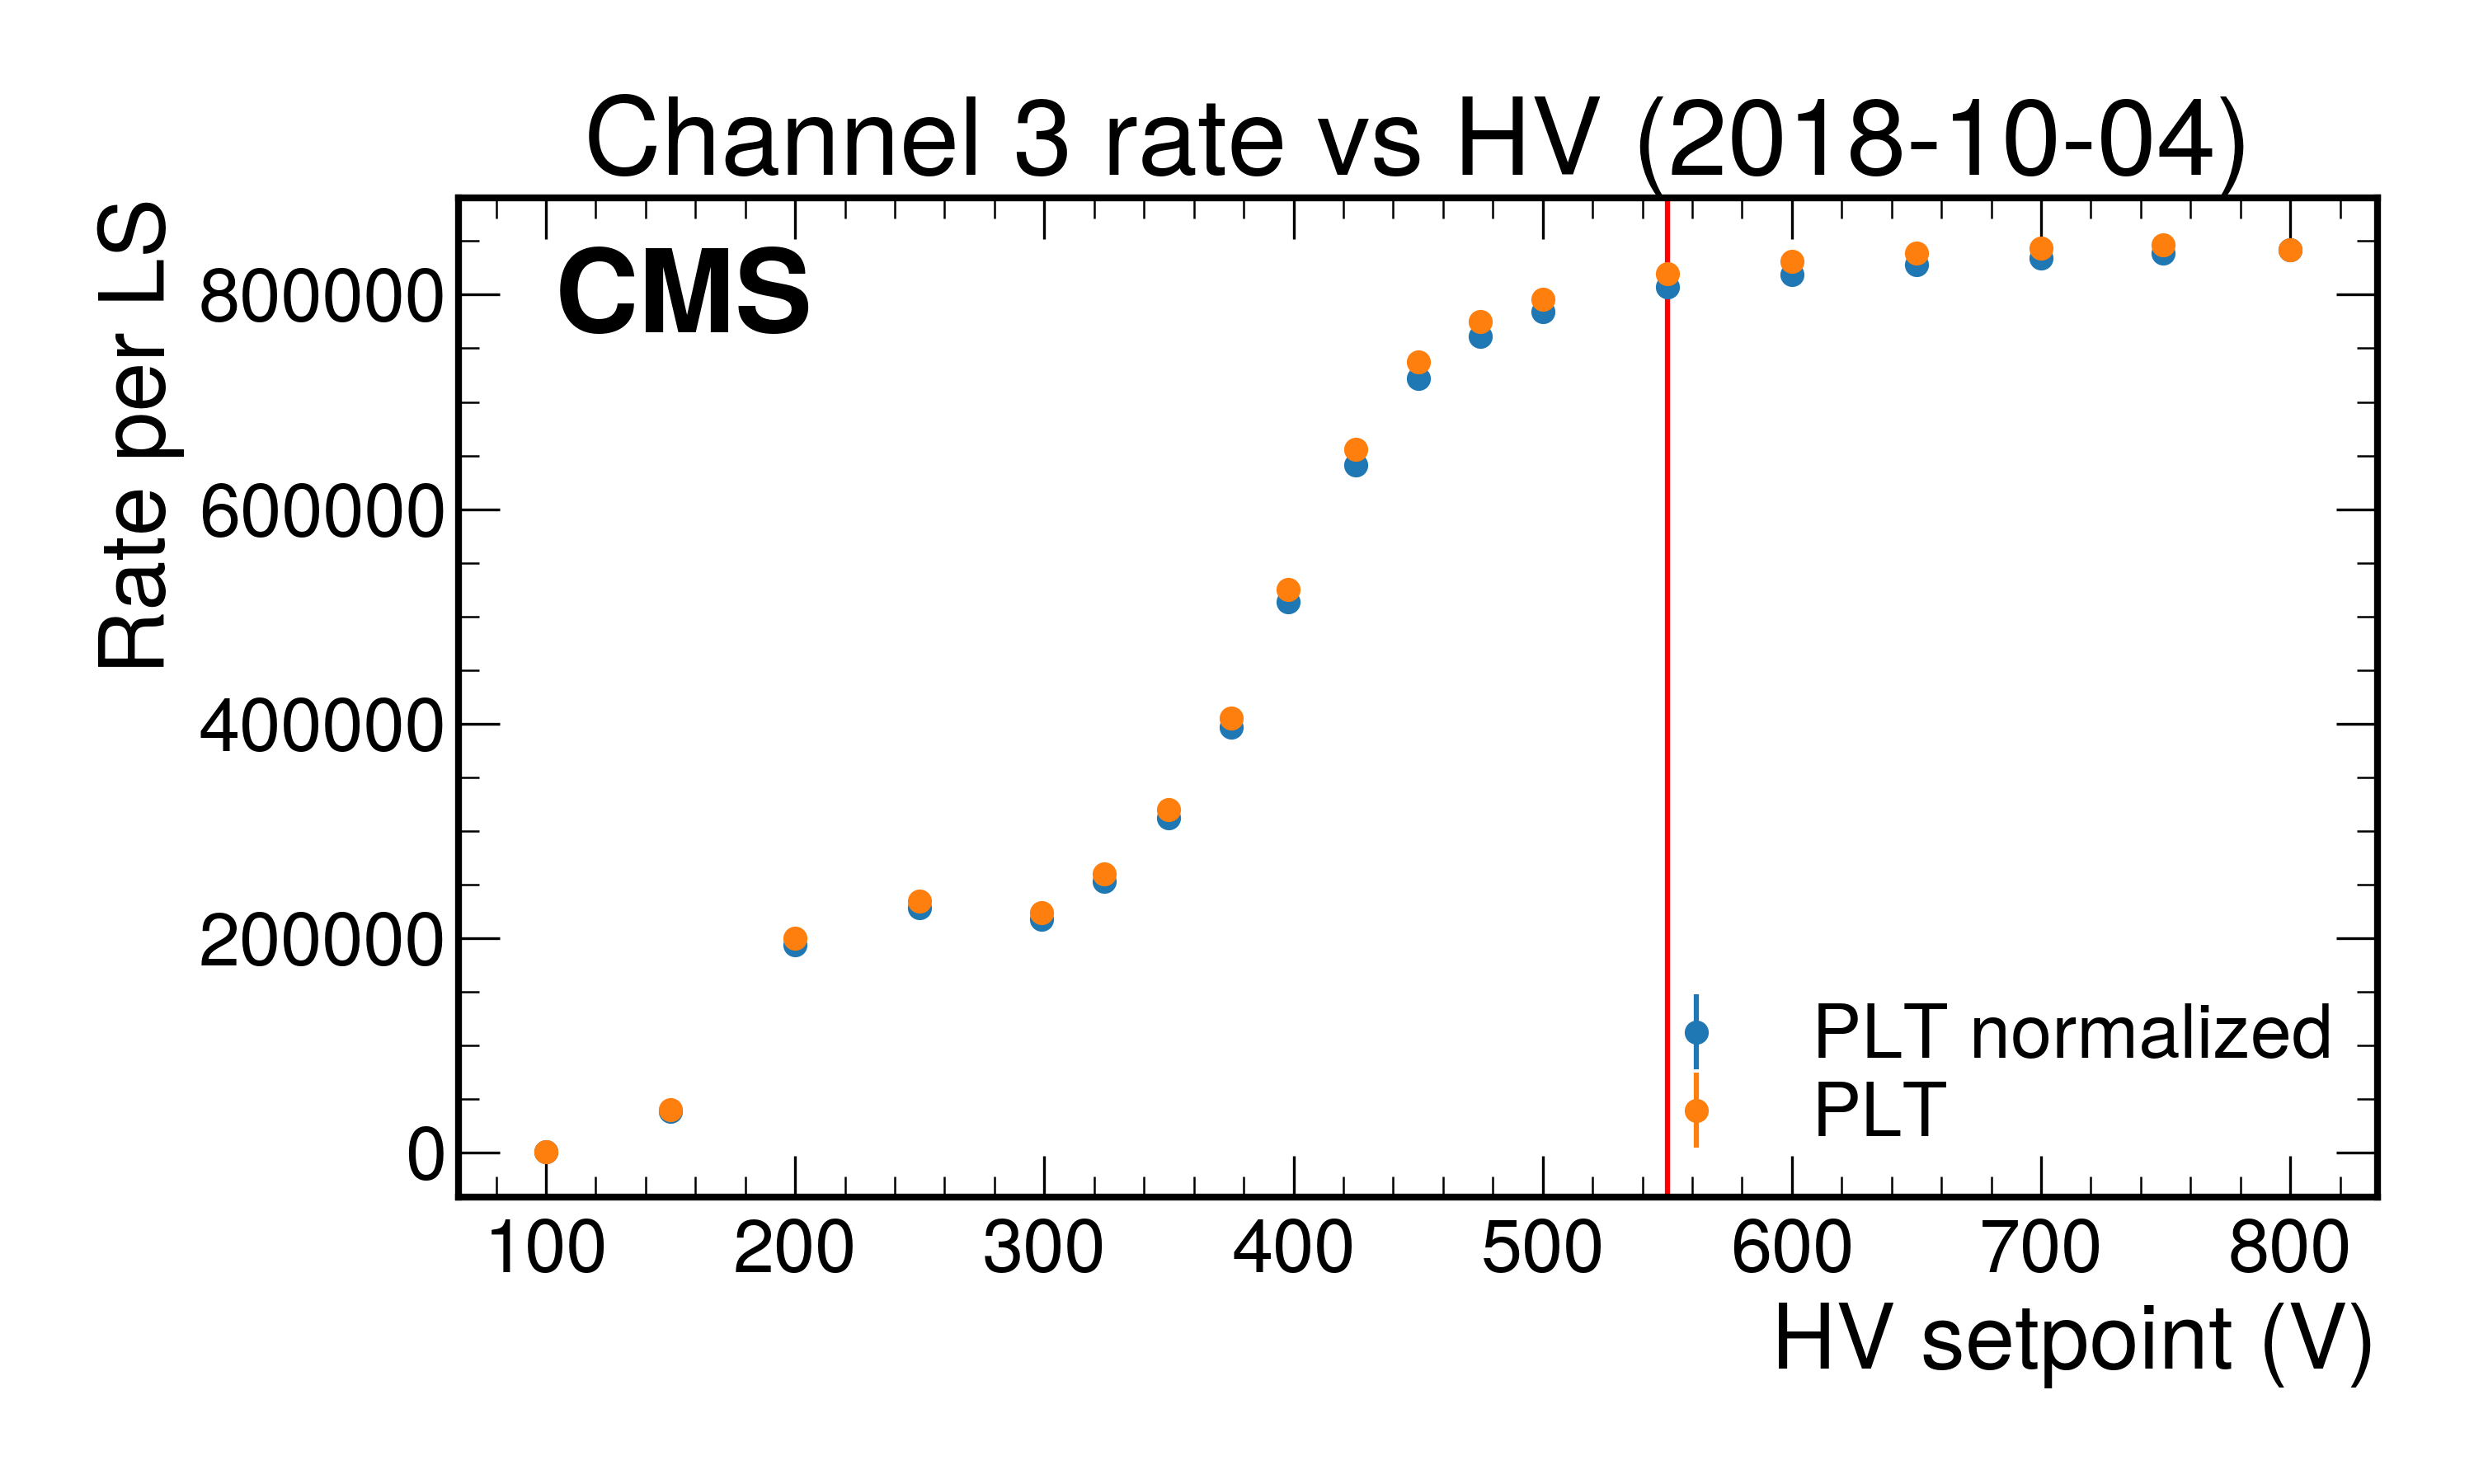 Channel 3 rate vs HV (2018-10-04)
CMS
Rate per LS
800000
600000
400000
200000
0
PLT normalized
PLT
100 200 300 400 500 600 700 800
HV setpoint (V)